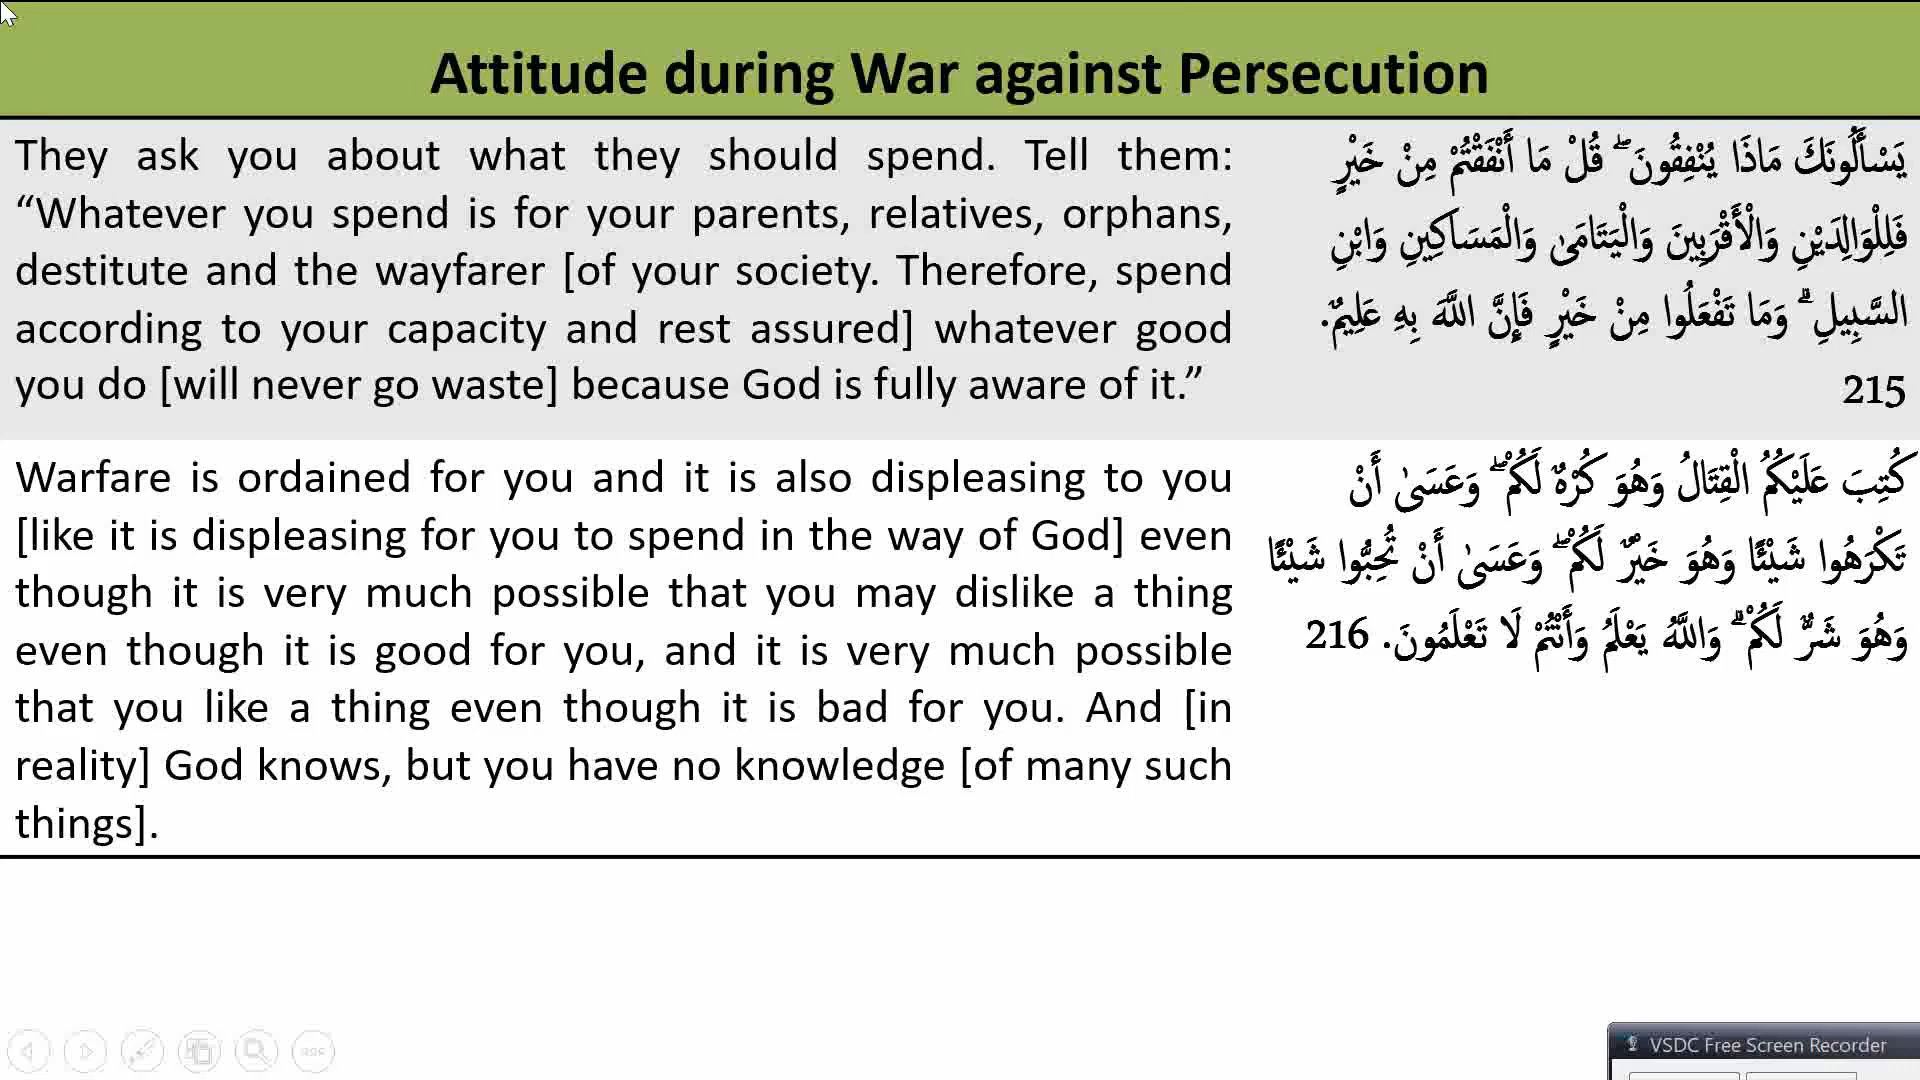 Attitude during War against Persecution
They ask you about what they should spend. Tell them:
“Whatever you spend is for your parents, relatives, orphans,
destitute and the wayfarer [of your society. Therefore, spend
according to your capacity and rest assured] whatever good
you do [will never go waste] because God is fully aware of it.”
يَسْأَلُونَكَ مَاذَا يُنْفِقُونَ ۖ قُلْ مَا أَنْفَقْتُمْ مِنْ خَيْرٍ
فَلِلْوَالِدَيْنِ وَالْأَقْرَبِينَ وَالْيَتَامَىٰ وَالْمَسَاكِينِ وَابْنِ
السَّبِيلِ ۗ وَمَا تَفْعَلُوا مِنْ خَيْرٍ فَإِنَّ اللَّهَ بِهِ عَلِيمٌ.
215
Warfare is ordained for you and it is also displeasing to you
[like it is displeasing for you to spend in the way of God] even
though it is very much possible that you may dislike a thing
even though it is good for you, and it is very much possible
that you like a thing even though it is bad for you. And [in
reality] God knows, but you have no knowledge [of many such
things].
كُتِبَ عَلَيْكُمُ الْقِتَالُ وَهُوَ كُرْهٌ لَكُمْ ۖ وَعَسَىٰ أَنْ
تَكْرَهُوا شَيْئًا وَهُوَ خَيْرٌ لَكُمْ ۖ وَعَسَىٰ أَنْ تُحِبُّوا شَيْئًا
وَهُوَ شَرٌّ لَكُمْ ۗ وَاللَّهُ يَعْلَمُ وَأَنْتُمْ لَا تَعْلَمُونَ. 216
VSDC Free Screen Recorder